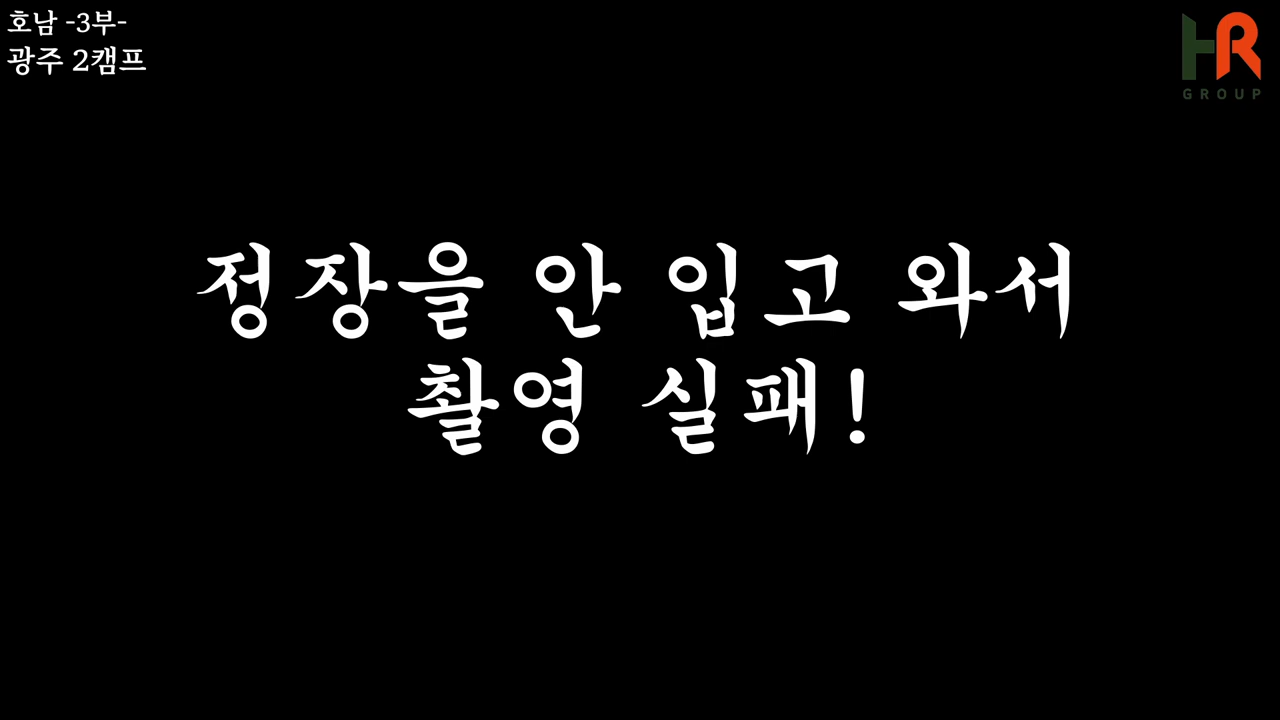 호남 -3부-
광주 2캠프
HR
GROUP
정장을 안 입고 와서
촬영 실패!